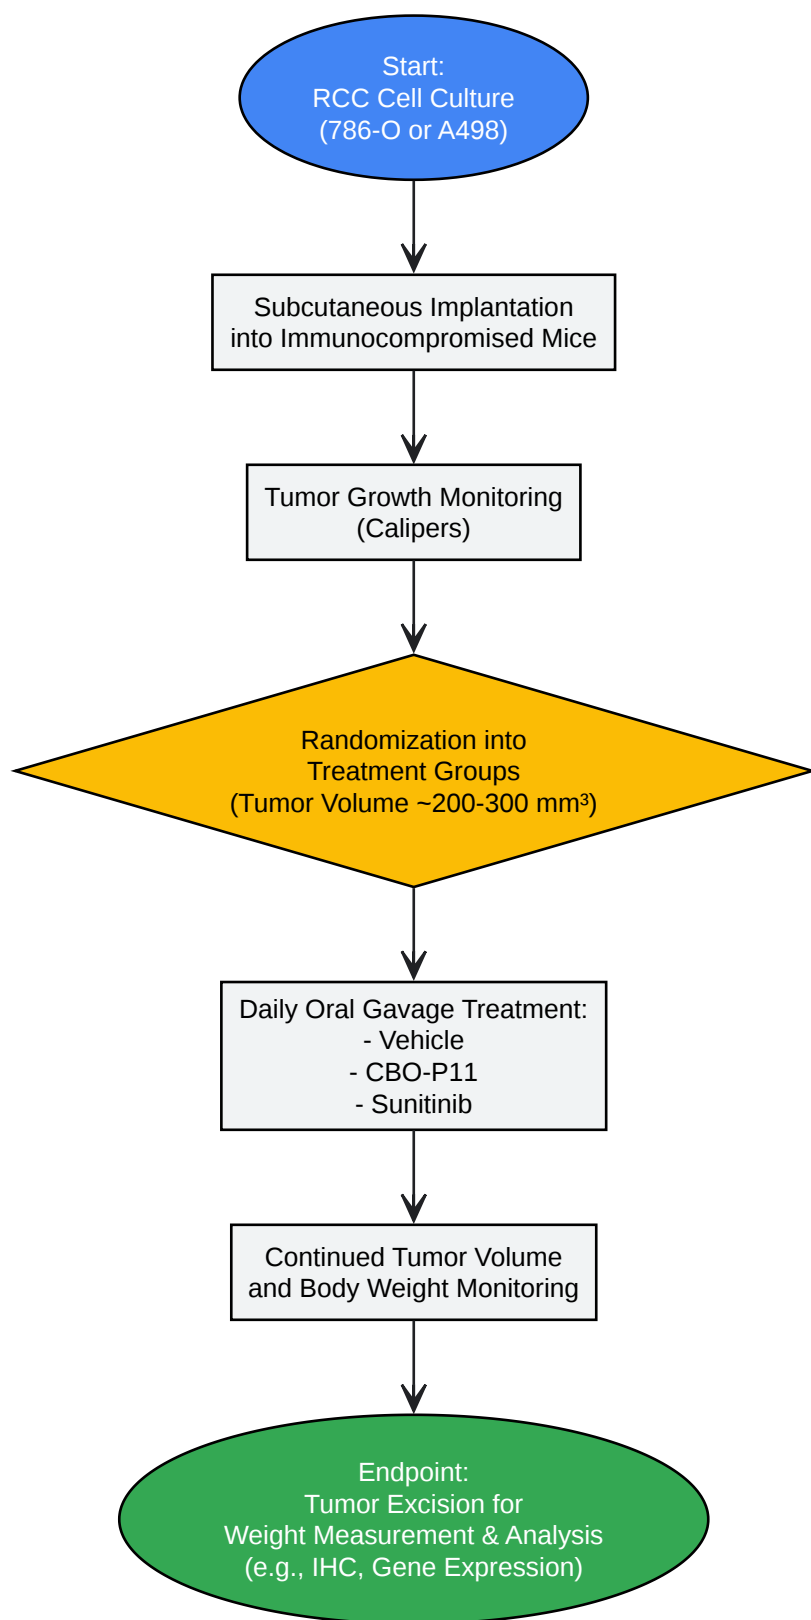 Start:
RCC Cell Culture
(786-O or A498)
Subcutaneous Implantation
into Immunocompromised Mice
Tumor Growth Monitoring
(Calipers)
Randomization into
Treatment Groups
(Tumor Volume ~200-300 mm³)
Daily Oral Gavage Treatment:
- Vehicle
- CBO-P11
- Sunitinib
Continued Tumor Volume
and Body Weight Monitoring
Endpoint:
Tumor Excision for
Weight Measurement & Analysis
(e.g., IHC, Gene Expression)